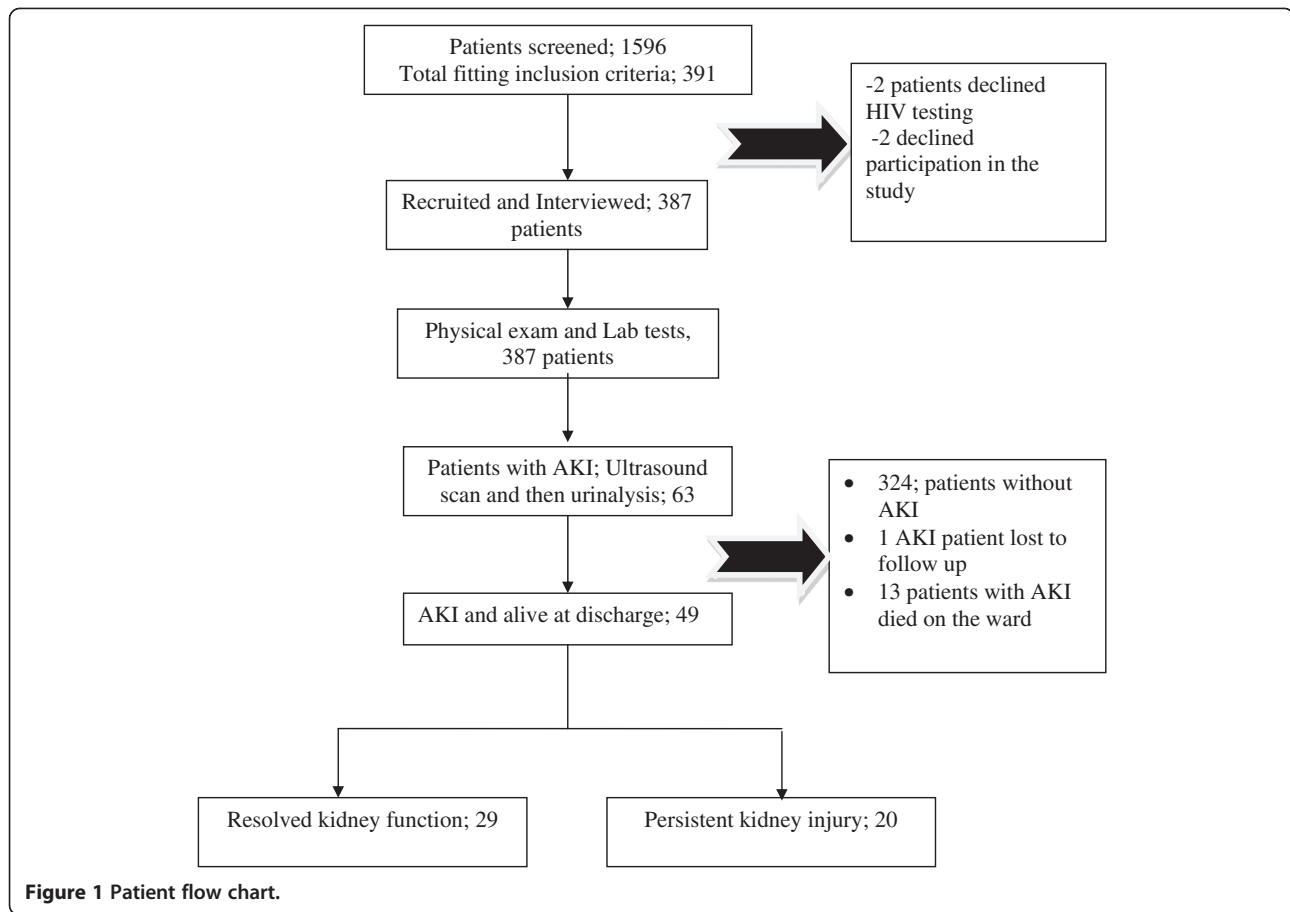 Patients screened; 1596
Total fitting inclusion criteria; 391
-2 patients declined
HIV testing
-2 declined
participation in the
study
Recruited and Interviewed; 387
patients
Physical exam and Lab tests,
387 patients
Patients with AKI; Ultrasound
scan and then urinalysis; 63
• 324; patients without
AKI
• 1 AKI patient lost to
follow up
• 13 patients with AKI
died on the ward
AKI and alive at discharge; 49
Resolved kidney function; 29
Persistent kidney injury; 20
Figure 1 Patient flow chart.